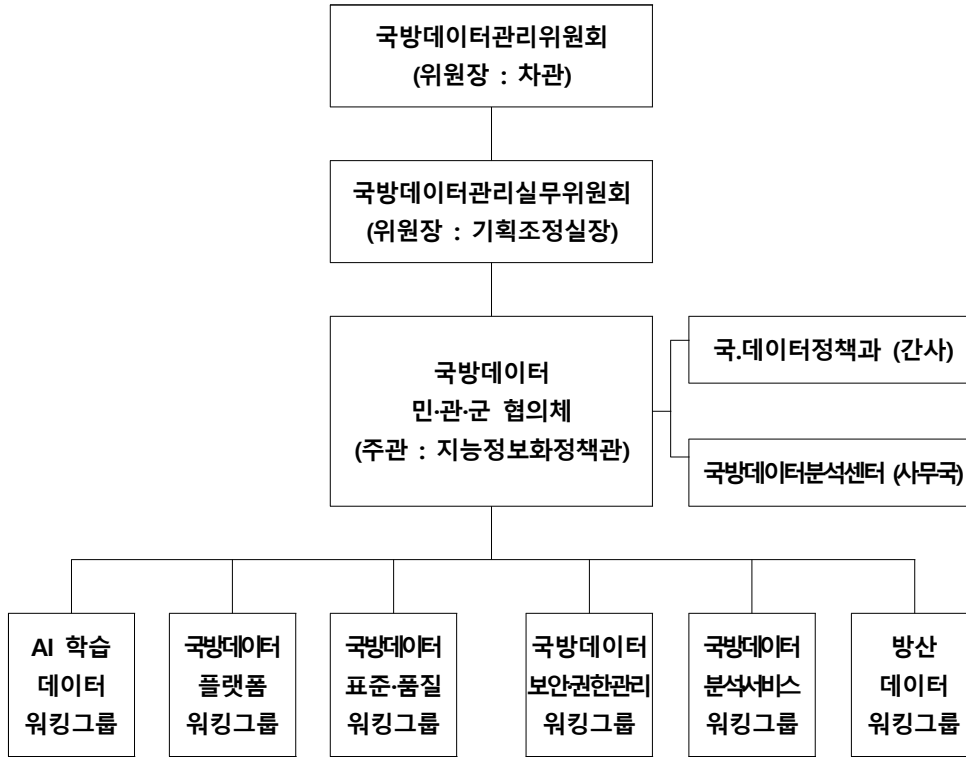 국방데이터관리위원회
(위원장 : 차관)
국방데이터관리실무위원회
(위원장 : 기획조정실장)
국방데이터
민·관·군 협의체
(주관 : 지능정보화정책관)
국.데이터정책과 (간사)
국방데이터분석센터 (사무국)
AI 학습
데이터
워킹그룹
국방데이터
플랫폼
워킹그룹
국방데이터
표준·품질
워킹그룹
국방데이터
보안·권한관리
워킹그룹
국방데이터
분석서비스
워킹그룹
방산
데이터
워킹그룹